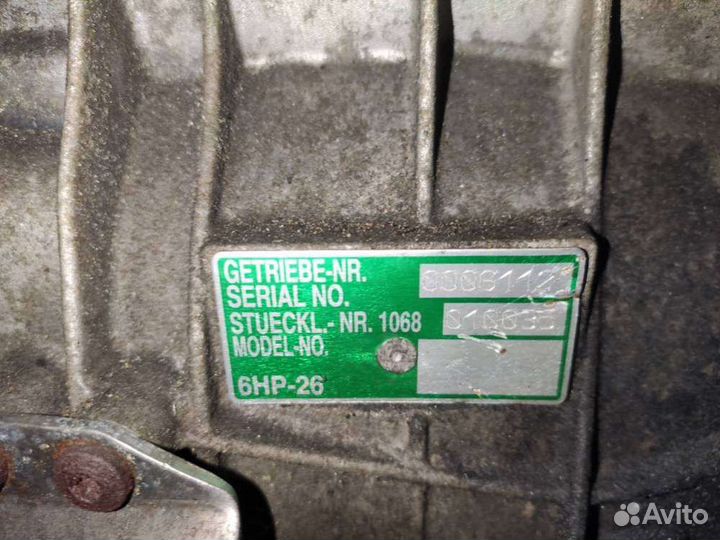 GETRIEBE-NR.
SERIAL NO.
STUECKL.- NR. 1068
MODEL-NO.
6HP-26
Avito